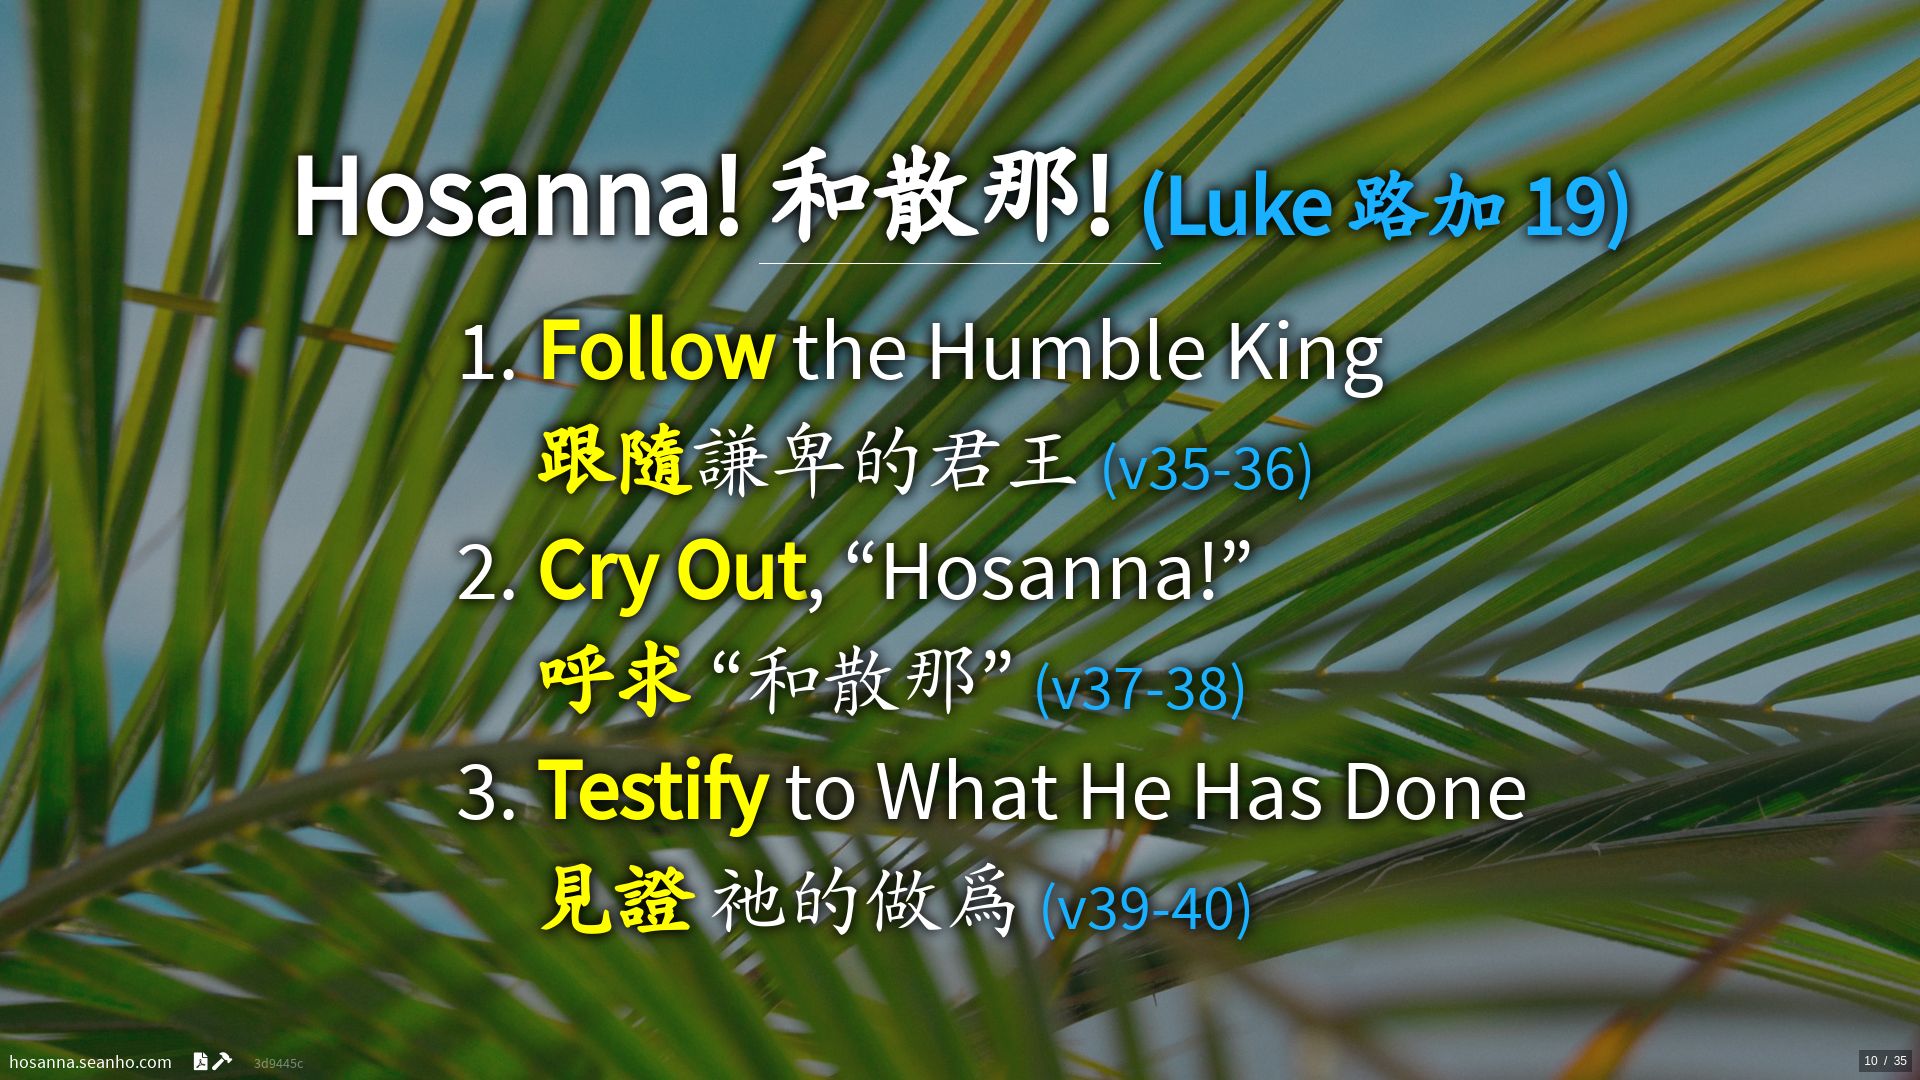 Hosanna! 和散那! (Luke 路加 19)
1. Follow the Humble King
跟隨謙卑的君王 (v35-36)
2. Cry Out, “Hosanna!”
呼求 “和散那” (v37-38)
3. Testify to What He Has Done
見證 祂的做爲 (v39-40)
hosanna.seanho.com 3d9445c
10 / 35